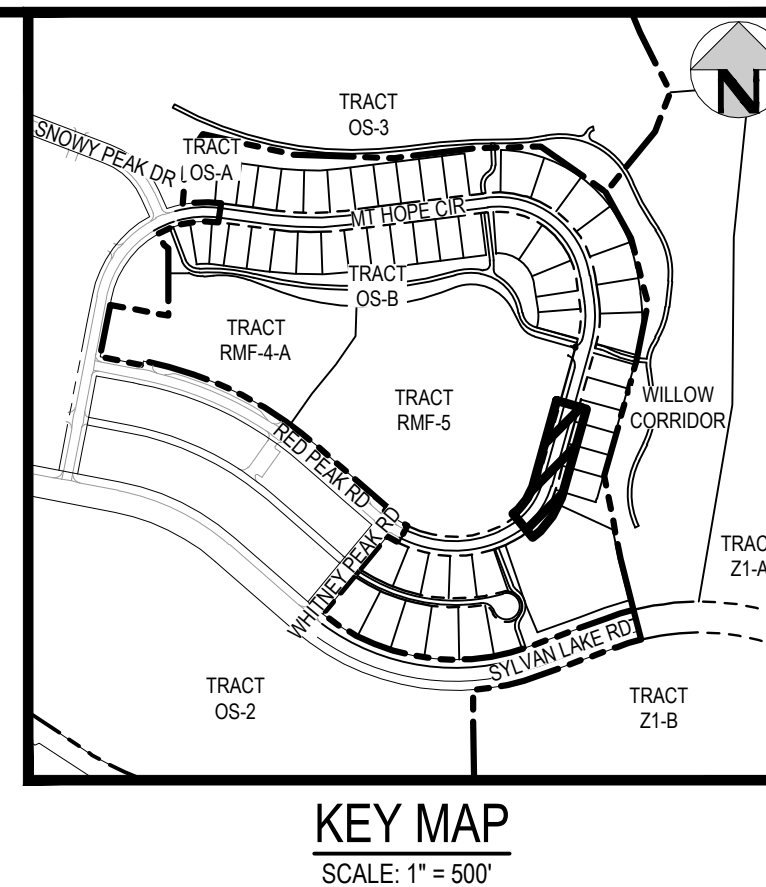 N
TRACT
OS-3
SNOWY PEAK DR
TRACT
OS-A
MT HOPE CIR
TRACT
OS-B
TRACT
RMF-4-A
TRACT
RMF-5
WILLOW
CORRIDOR
RED PEAK RD
WHITNEY PEAK RD
TRAC
Z1-A
SYLVAN LAKE RD
TRACT
OS-2
TRACT
Z1-B
KEY MAP
SCALE: 1" = 500'